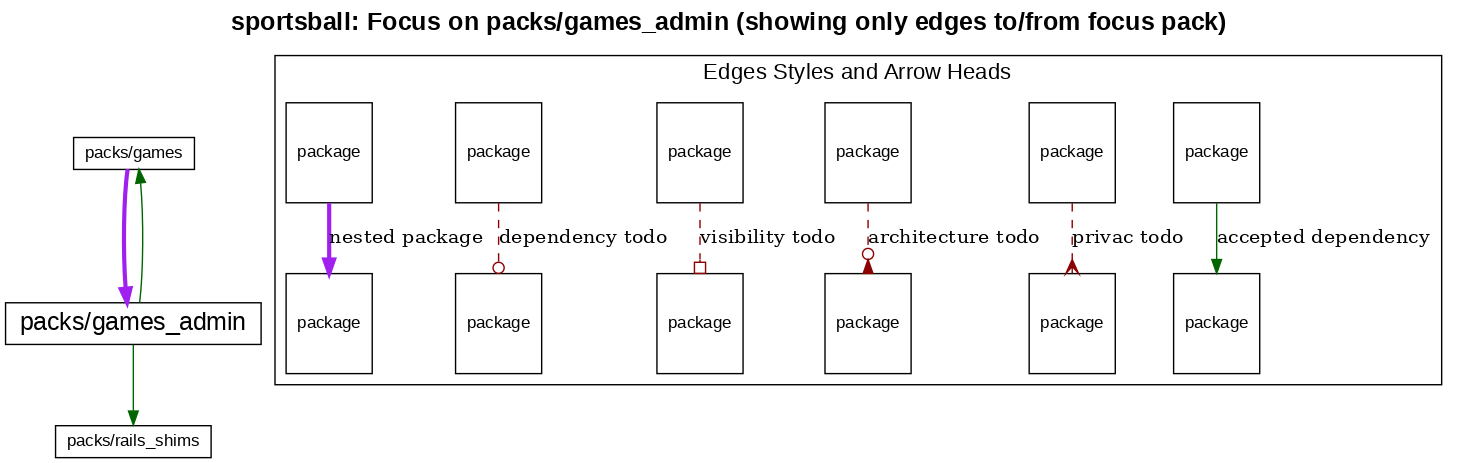 sportsball: Focus on packs/games_admin (showing only edges to/from focus pack)
Edges Styles and Arrow Heads
packs/games
package
package
package
package
package
package
nested package
dependency todo
visibility todo
architecture todo
privac todo
accepted dependency
packs/games_admin
package
package
package
package
package
package
packs/rails_shims